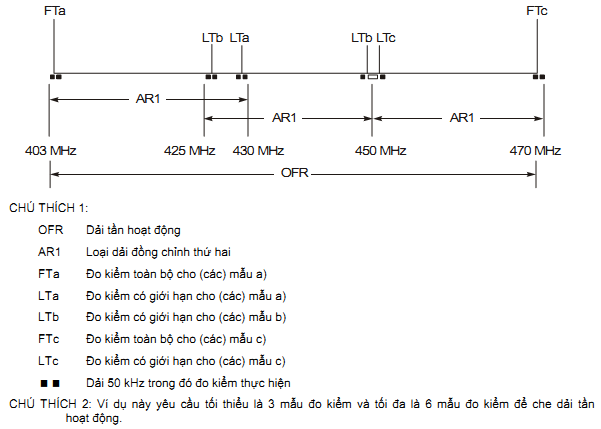 FTa FTc
LTb LTa LTb LTc
AR1
AR1 AR1
403 MHz 425 MHz 430 MHz 450 MHz 470 MHz
OFR
CHÚ THÍCH 1:
OFR Dải tần hoạt động
AR1 Loại dải đồng chỉnh thứ hai
FTa Đo kiểm toàn bộ cho (các) mẫu a)
LTa Đo kiểm có giới hạn cho (các) mẫu a)
LTb Đo kiểm có giới hạn cho (các) mẫu b)
FTc Đo kiểm toàn bộ cho (các) mẫu c)
LTc Đo kiểm có giới hạn cho (các) mẫu c)
■ ■ Dải 50 kHz trong đó đo kiểm thực hiện
CHÚ THÍCH 2: Ví dụ này yêu cầu tối thiểu là 3 mẫu đo kiểm và tối đa là 6 mẫu đo kiểm để che dải tần
hoạt động.